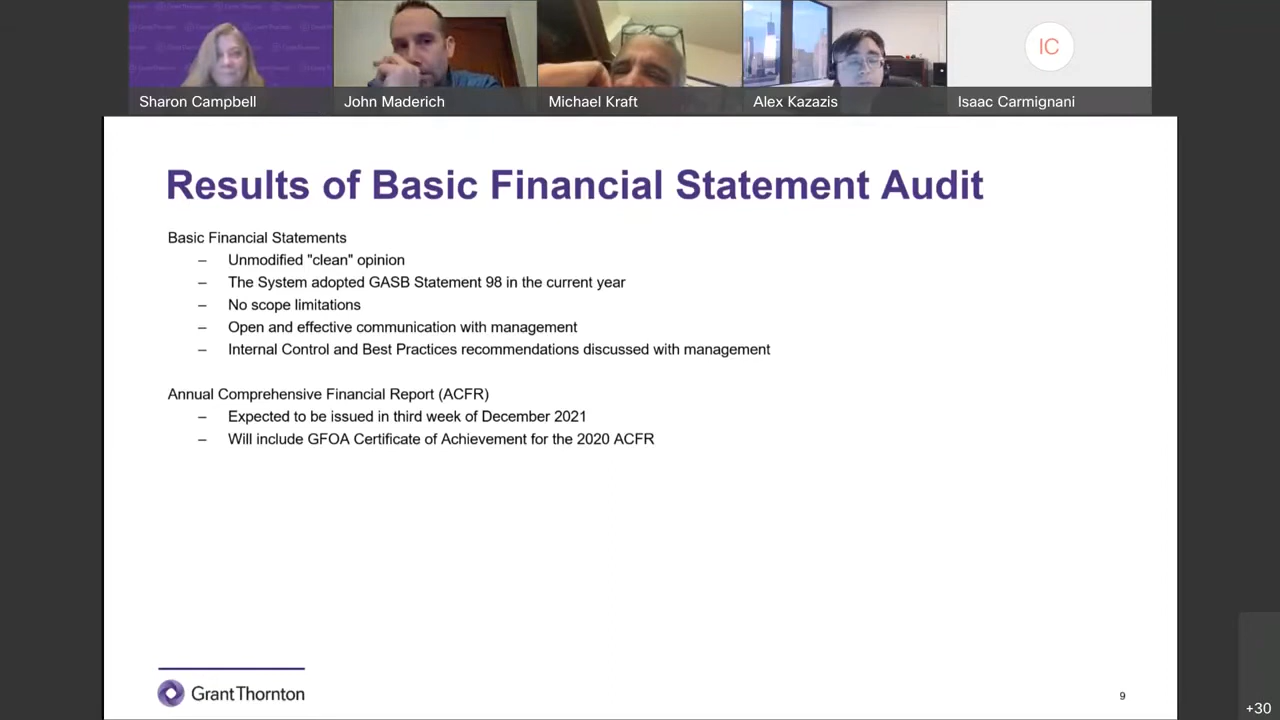 Sharon Campbell
John Maderich
Michael Kraft
Alex Kazazis
IC
Isaac Carmignani
Results of Basic Financial Statement Audit
Basic Financial Statements
– Unmodified "clean" opinion
– The System adopted GASB Statement 98 in the current year
– No scope limitations
– Open and effective communication with management
– Internal Control and Best Practices recommendations discussed with management
Annual Comprehensive Financial Report (ACFR)
– Expected to be issued in third week of December 2021
– Will include GFOA Certificate of Achievement for the 2020 ACFR
GrantThornton
9
+30